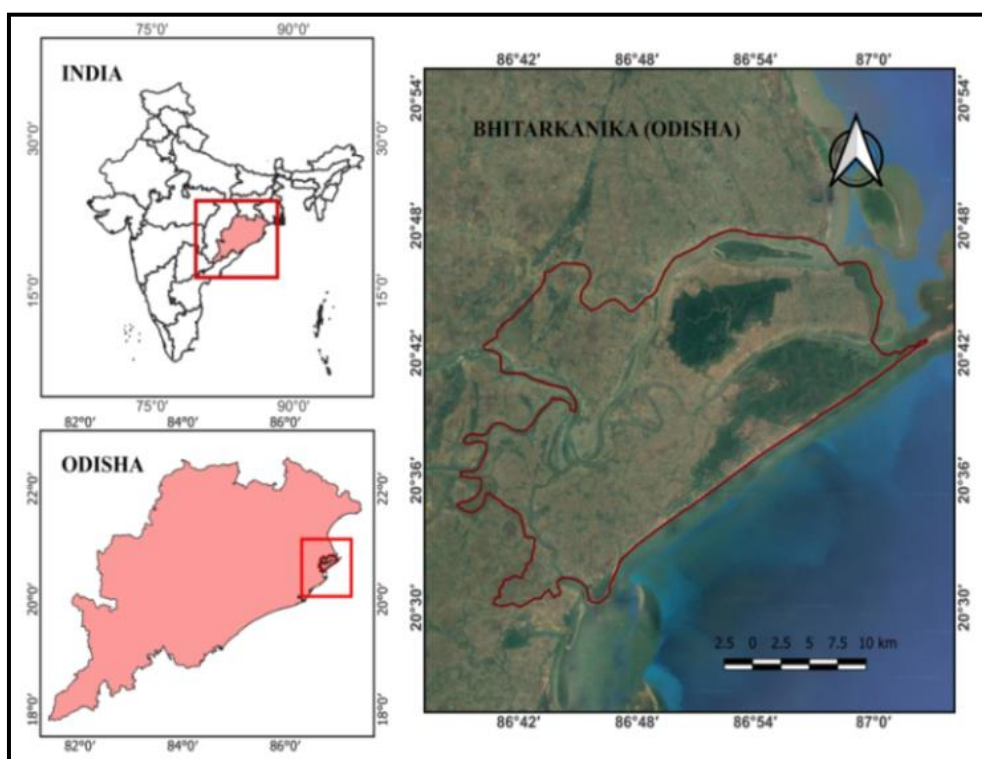 75°0' 90°0'
INDIA
30°0' 30°0'
15°0' 15°0'
75°0' 90°0'
82°0' 84°0' 86°0'
ODISHA
22°0' 22°0'
20°0' 20°0'
18°0' 18°0'
82°0' 84°0' 86°0'
86°42' 86°48' 86°54' 87°0'
BHITARKANIKA (ODISHA)
20°54' 20°54'
20°48' 20°48'
20°42' 20°42'
20°36' 20°36'
20°30' 20°30'
2.5 0 2.5 5 7.5 10 km
86°42' 86°48' 86°54' 87°0'